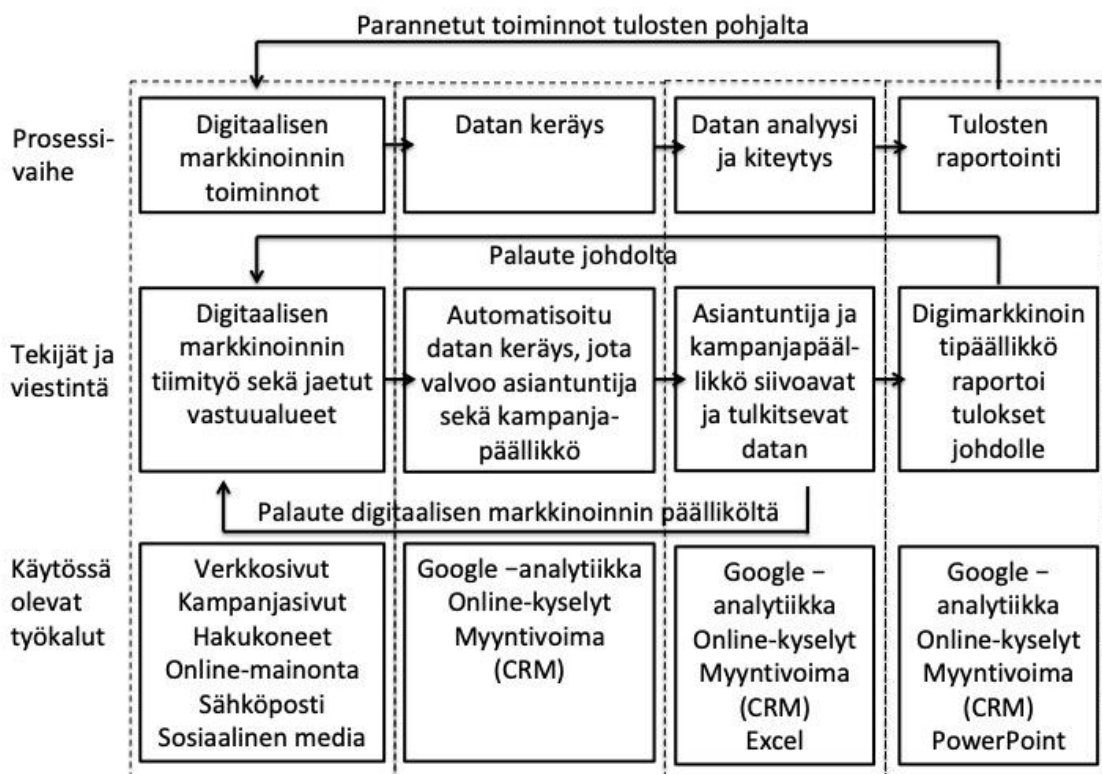 Parannetut toiminnot tulosten pohjalta
Prosessi-
vaihe
Digitaalisen
markkinoinnin
toiminnot
Datan keräys
Datan analyysi
ja kiteytys
Tulosten
raportointi
Palaute johdolta
Tekijät ja
viestintä
Digitaalisen
markkinoinnin
tiimityö sekä jaetut
vastuualueet
Automatisoitu
datan keräys, jota
valvoo asiantuntija
sekä kampanja-
päällikkö
Asiantuntija ja
kampanjapääl-
likkö siivoavat
ja tulkitsevat
datan
Digimarkkinoin
tipäällikkö
raportoi
tulokset
johdolle
Palaute digitaalisen markkinoinnin päälliköltä
Käytössä
olevat
työkalut
Verkkosivut
Kampanjasivut
Hakukoneet
Online-mainonta
Sähköposti
Sosiaalinen media
Google –analytiikka
Online-kyselyt
Myyntivoima
(CRM)
Google –
analytiikka
Online-kyselyt
Myyntivoima
(CRM)
Excel
Google –
analytiikka
Online-kyselyt
Myyntivoima
(CRM)
PowerPoint